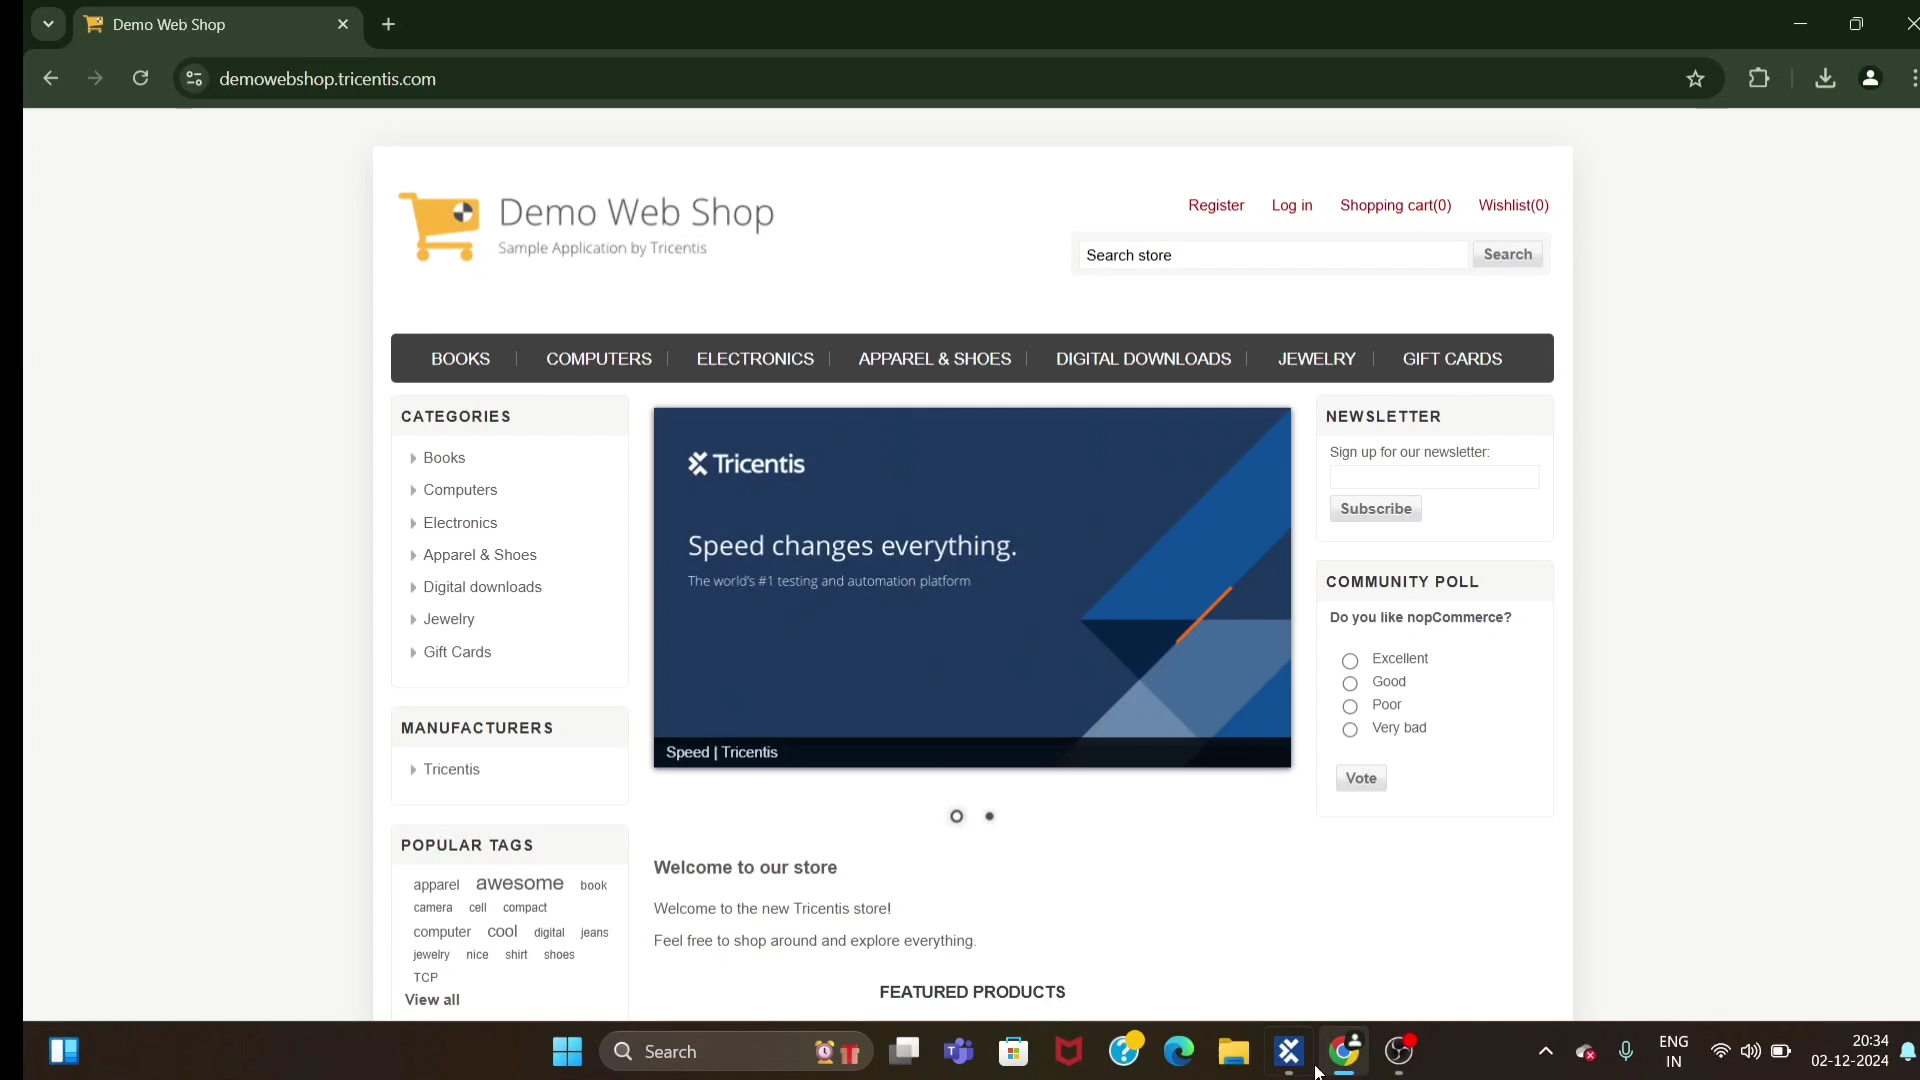 Demo Web Shop
demowebshop.tricentis.com
Demo Web Shop
Sample Application by Tricentis
Register Log in Shopping cart(0) Wishlist(0)
Search store Search
BOOKS COMPUTERS ELECTRONICS APPAREL & SHOES DIGITAL DOWNLOADS JEWELRY GIFT CARDS
CATEGORIES
Books
Computers
Electronics
Apparel & Shoes
Digital downloads
Jewelry
Gift Cards
MANUFACTURERS
Tricentis
POPULAR TAGS
apparel awesome book
camera cell compact
computer cool digital jeans
jewelry nice shirt shoes
TCP
View all
Tricentis
Speed changes everything.
The world's #1 testing and automation platform
Speed | Tricentis
Welcome to our store
Welcome to the new Tricentis store!
Feel free to shop around and explore everything.
FEATURED PRODUCTS
NEWSLETTER
Sign up for our newsletter:
Subscribe
COMMUNITY POLL
Do you like nopCommerce?
Excellent
Good
Poor
Very bad
Vote
Search
ENG
IN
20:34
02-12-2024